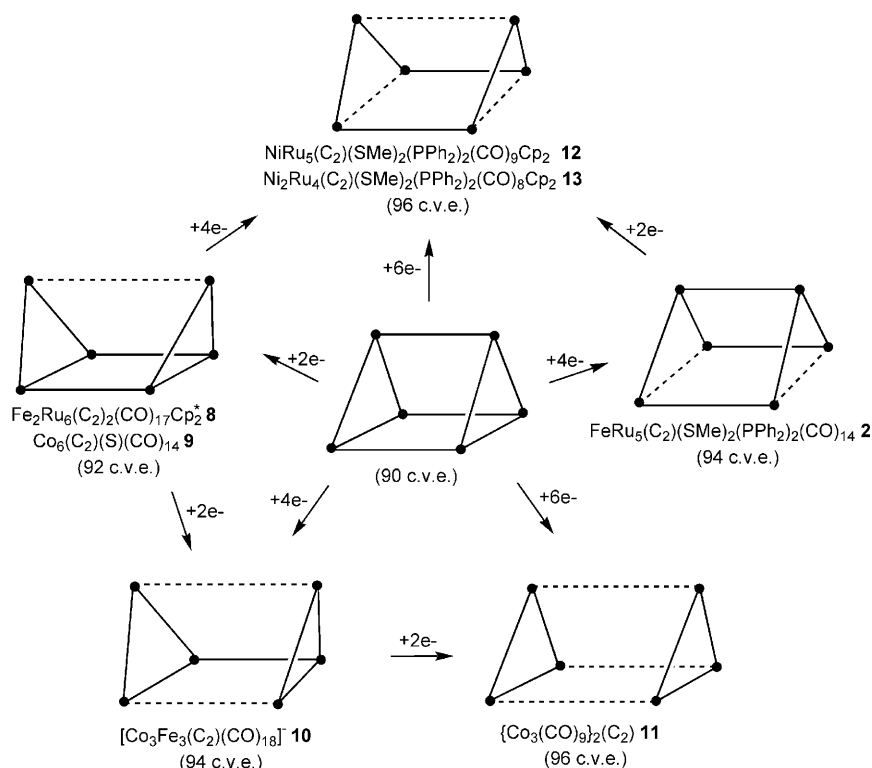 NiRu₅(C₂)(SMe)₂(PPh₂)₂(CO)₉Cp₂ 12
Ni₂Ru₄(C₂)(SMe)₂(PPh₂)₂(CO)₈Cp₂ 13
(96 c.v.e.)
+4e-
+2e-
+6e-
+2e-
+4e-
Fe₂Ru₆(C₂)₂(CO)₁₇Cp*₂ 8
Co₆(C₂)(S)(CO)₁₄ 9
(92 c.v.e.)
FeRu₅(C₂)(SMe)₂(PPh₂)₂(CO)₁₄ 2
(94 c.v.e.)
(90 c.v.e.)
+2e-
+4e-
+6e-
+2e-
[Co₃Fe₃(C₂)(CO)₁₈]⁻ 10
(94 c.v.e.)
{Co₃(CO)₉}₂(C₂) 11
(96 c.v.e.)